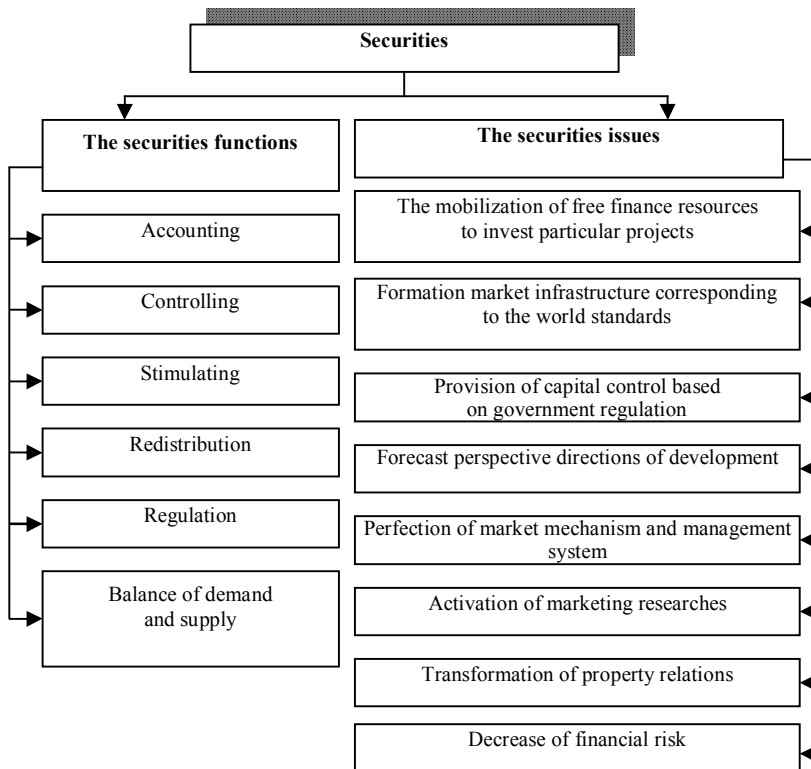 Securities
The securities functions
Accounting
Controlling
Stimulating
Redistribution
Regulation
Balance of demand
and supply
The securities issues
The mobilization of free finance resources
to invest particular projects
Formation market infrastructure corresponding
to the world standards
Provision of capital control based
on government regulation
Forecast perspective directions of development
Perfection of market mechanism and management
system
Activation of marketing researches
Transformation of property relations
Decrease of financial risk